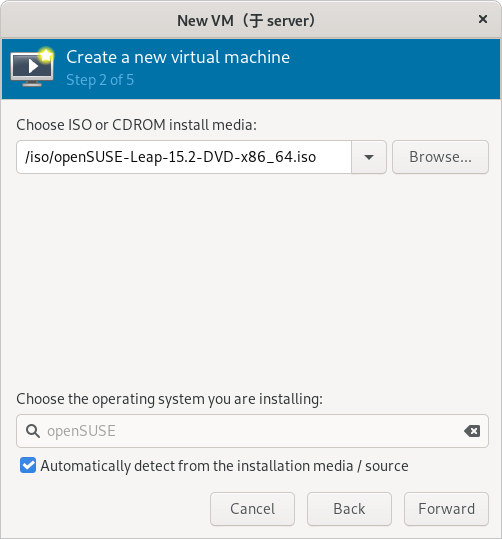 New VM（于 server）
Create a new virtual machine
Step 2 of 5
Choose ISO or CDROM install media:
/iso/openSUSE-Leap-15.2-DVD-x86_64.iso
Browse...
Choose the operating system you are installing:
openSUSE
Automatically detect from the installation media / source
Cancel
Back
Forward